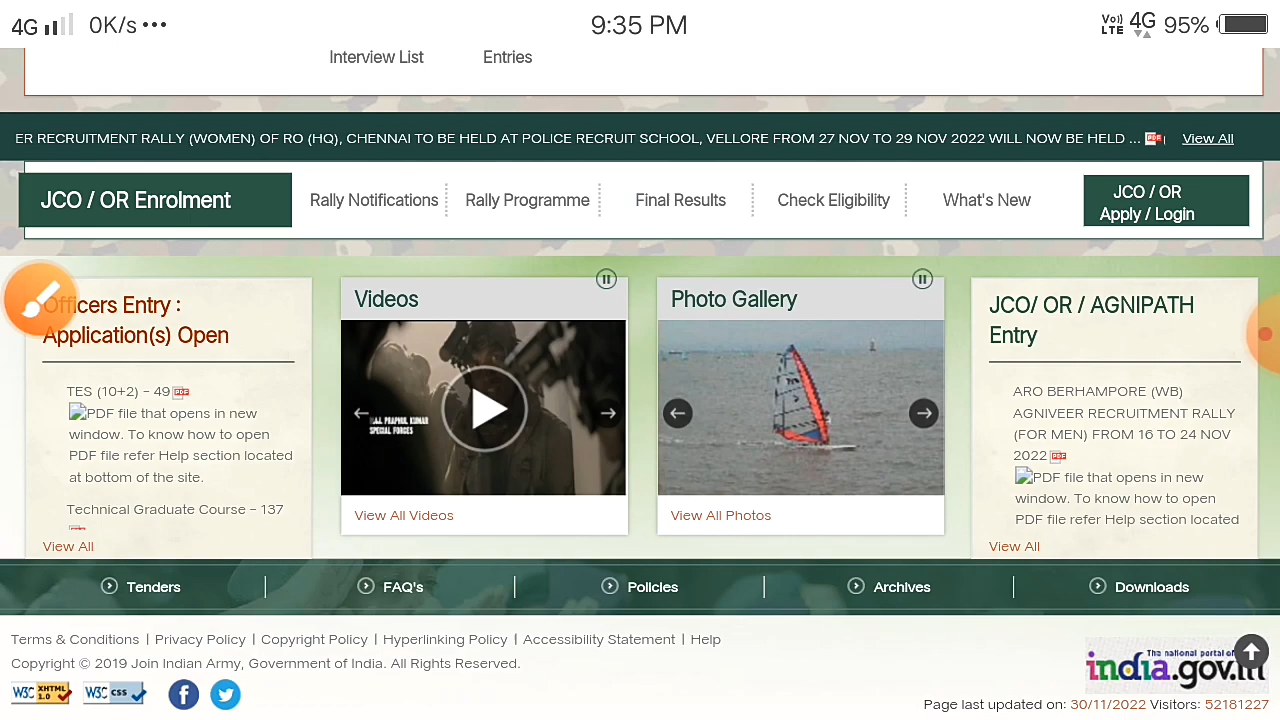 4G 0K/s ••• 9:35 PM Vo)) LTE 4G 95%
Interview List Entries
ER RECRUITMENT RALLY (WOMEN) OF RO (HQ), CHENNAI TO BE HELD AT POLICE RECRUIT SCHOOL, VELLORE FROM 27 NOV TO 29 NOV 2022 WILL NOW BE HELD ... PDF View All
JCO / OR Enrolment Rally Notifications Rally Programme Final Results Check Eligibility What's New
JCO / OR
Apply / Login
Officers Entry :
Application(s) Open
TES (10+2) – 49 PDF
PDF file that opens in new
window. To know how to open
PDF file refer Help section located
at bottom of the site.
Technical Graduate Course – 137
View All
Videos
MAJ. PRAPHUL KUMAR
SPECIAL FORCES
View All Videos
Photo Gallery
View All Photos
JCO/ OR / AGNIPATH
Entry
ARO BERHAMPORE (WB)
AGNIVEER RECRUITMENT RALLY
(FOR MEN) FROM 16 TO 24 NOV
2022 PDF
PDF file that opens in new
window. To know how to open
PDF file refer Help section located
View All
Tenders FAQ's Policies Archives Downloads
Terms & Conditions | Privacy Policy | Copyright Policy | Hyperlinking Policy | Accessibility Statement | Help
Copyright © 2019 Join Indian Army, Government of India. All Rights Reserved.
W3C XHTML 1.0 W3C css f
The national portal of
india.gov.in
Page last updated on: 30/11/2022 Visitors: 52181227